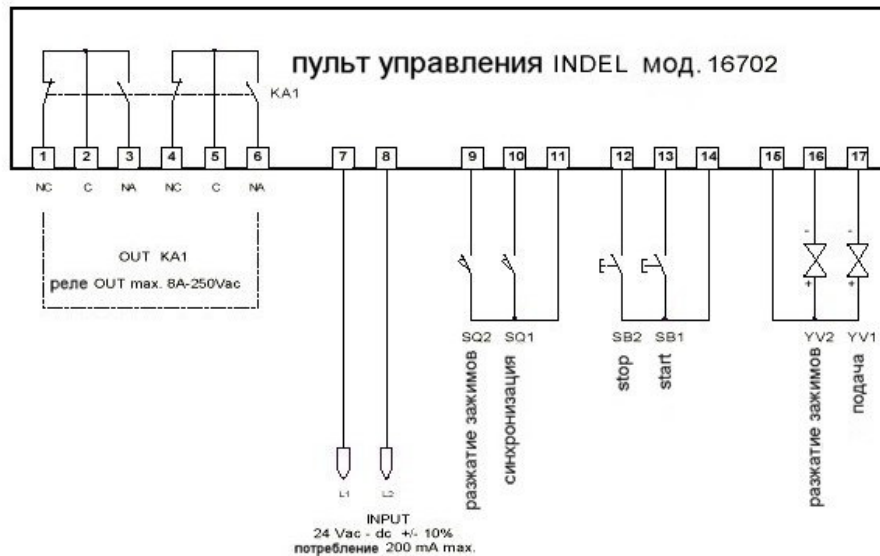 пульт управления INDEL мод. 16702
KA1
1 2 3 4 5 6 7 8 9 10 11 12 13 14 15 16 17
NC C NA NC C NA
- -
+ +
OUT KA1
реле OUT max. 8A-250Vac
SQ2 SQ1 SB2 SB1 YV2 YV1
разжатие зажимов
синхронизация
stop
start
разжатие зажимов
подача
L1 L2
INPUT
24 Vac - dc +/- 10%
потребление 200 mA max.